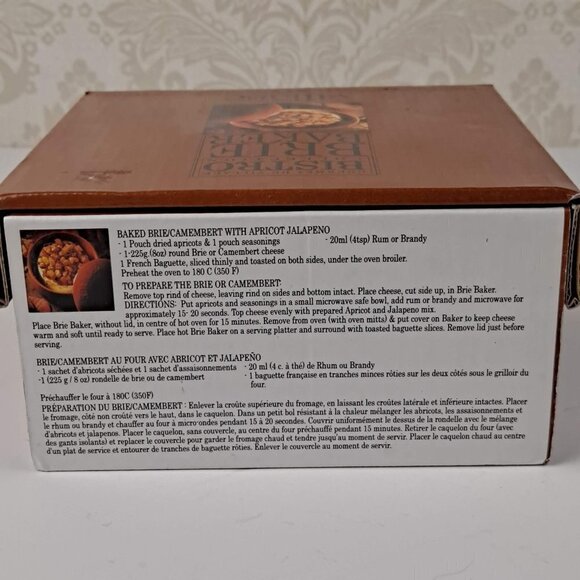 BISTRO
BRIE
BAKER
BAKED BRIE/CAMEMBERT WITH APRICOT JALAPENO
· 1 Pouch dried apricots & 1 pouch seasonings · 20ml (4tsp) Rum or Brandy
· 1-225g (8oz) round Brie or Camembert cheese
1 French Baguette, sliced thinly and toasted on both sides, under the oven broiler.
Preheat the oven to 180 C (350 F)
TO PREPARE THE BRIE OR CAMEMBERT:
Remove top rind of cheese, leaving rind on sides and bottom intact. Place cheese, cut side up, in Brie Baker.
DIRECTIONS: Put apricots and seasonings in a small microwave safe bowl, add rum or brandy and microwave for
approximately 15- 20 seconds. Top cheese evenly with prepared Apricot and Jalapeno mix.
Place Brie Baker, without lid, in centre of hot oven for 15 minutes. Remove from oven (with oven mitts) & put cover on Baker to keep cheese
warm and soft until ready to serve. Place hot Brie Baker on a serving platter and surround with toasted baguette slices. Remove lid just before
serving.
BRIE/CAMEMBERT AU FOUR AVEC ABRICOT ET JALAPEÑO
· 1 sachet d'abricots séchées et 1 sachet d'assaisonnements · 20 ml (4 c. à thé) de Rhum ou Brandy
· 1 (225 g / 8 oz) rondelle de brie ou de camembert · 1 baguette française en tranches minces rôties sur les deux côtés sous le grilloir du
four.
Préchauffer le four à 180C (350F)
PRÉPARATION DU BRIE/CAMEMBERT : Enlever la croûte supérieure du fromage, en laissant les croûtes latérale et inférieure intactes. Placer
le fromage, côté non croûté vers le haut, dans le caquelon. Dans un petit bol résistant à la chaleur mélanger les abricots, les assaisonnements et
le rhum ou brandy et chauffer au four à micro-ondes pendant 15 à 20 secondes. Couvrir uniformément le dessus de la rondelle avec le mélange
d'abricots et jalapenos. Placer le caquelon, sans couvercle, au centre du four préchauffé pendant 15 minutes. Retirer le caquelon du four (avec
des gants isolants) et replacer le couvercle pour garder le fromage chaud et tendre jusqu'au moment de servir. Placer le caquelon chaud au centre
d'un plat de service et entourer de tranches de baguette rôties. Enlever le couvercle au moment de servir.